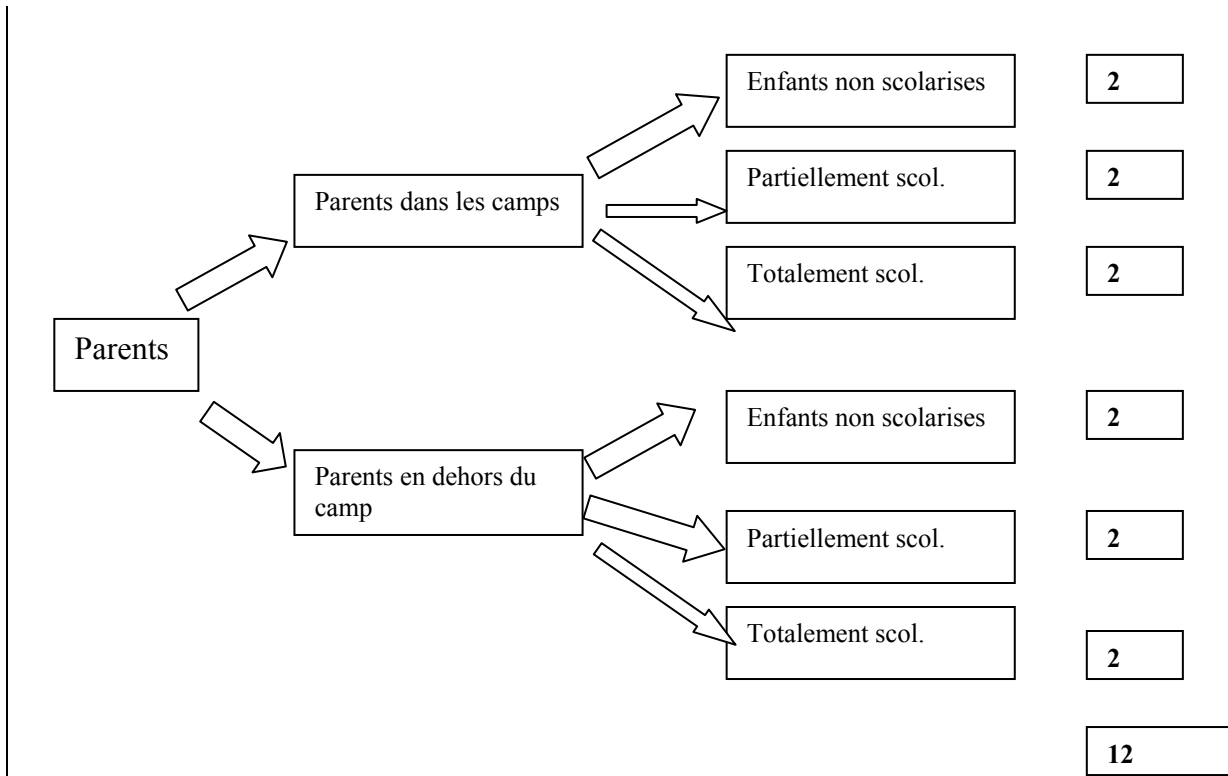 Enfants non scolarises
2
Partiellement scol.
2
Parents dans les camps
Totalement scol.
2
Parents
Enfants non scolarises
2
Parents en dehors du
camp
Partiellement scol.
2
Totalement scol.
2
12